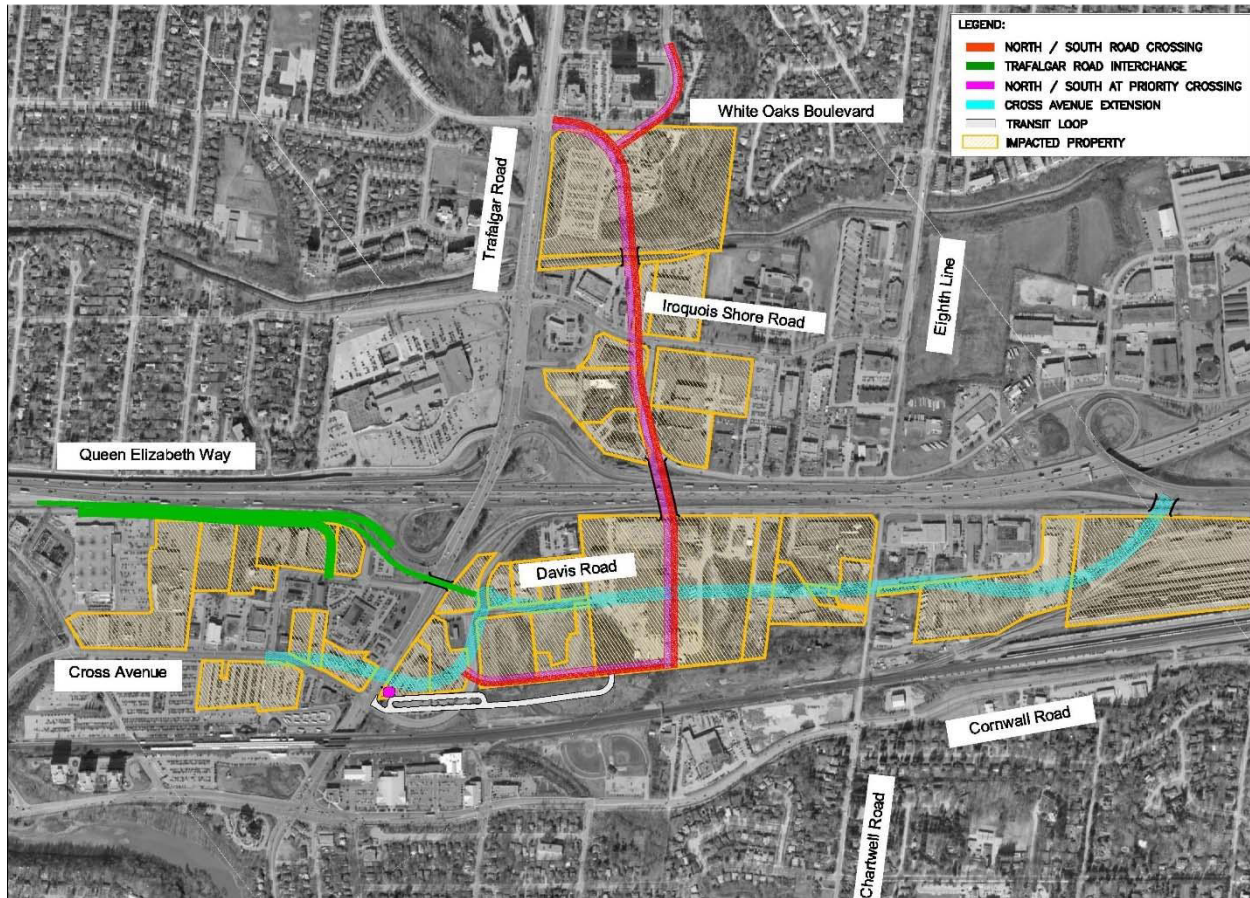 LEGEND:
NORTH / SOUTH ROAD CROSSING
TRAFALGAR ROAD INTERCHANGE
NORTH / SOUTH AT PRIORITY CROSSING
CROSS AVENUE EXTENSION
TRANSIT LOOP
IMPACTED PROPERTY
White Oaks Boulevard
Trafalgar Road
Iroquois Shore Road
Eighth Line
Queen Elizabeth Way
Davis Road
Cross Avenue
Cornwall Road
Chartwell Road